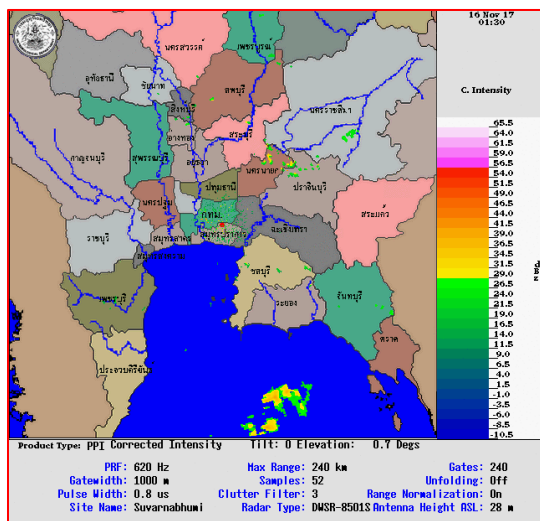 16 Nov 17
01:30
C. Intensity
นครสวรรค์
เพชรบูรณ์
อุทัยธานี
ชัยนาท
ลพบุรี
สิงหบุรี
นครราชสีมา
อ่างทอง
สระบุรี
กาญจนบุรี
สุพรรณบุรี
อยุธยา
นครนายก
ปราจีนบุรี
ปทุมธานี
นครปฐม
สระแก้ว
กทม.
ฉะเชิงเทรา
ราชบุรี
สมุทรสาคร
สมุทรปราการ
ชลบุรี
เพชรบุรี
ระยอง
จันทบุรี
ตราด
ประจวบคีรีขันธ์
65.5
64.0
61.5
59.0
56.5
54.0
51.5
49.0
46.5
44.0
41.5
39.0
36.5
34.0
31.5
29.0
26.5
24.0
21.5
19.0
16.5
14.0
11.5
9.0
6.5
4.0
1.5
-1.0
-3.5
-6.0
-8.5
-10.5
Product Type: PPI Corrected Intensity Tilt: 0 Elevation: 0.7 Degs
PRF: 620 Hz Max Range: 240 km Gates: 240
Gatewidth: 1000 m Samples: 52 Unfolding: Off
Pulse Width: 0.8 us Clutter Filter: 3 Range Normalization: On
Site Name: Suvarnabhumi Radar Type: DWSR-8501S Antenna Height ASL: 28 m